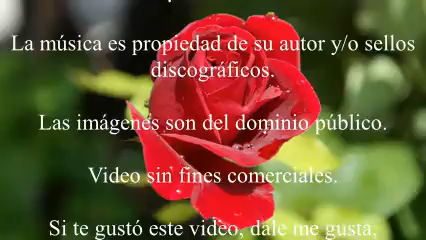 La música es propiedad de su autor y/o sellos
discográficos.
Las imágenes son del dominio público.
Video sin fines comerciales.
Si te gustó este video, dale me gusta,